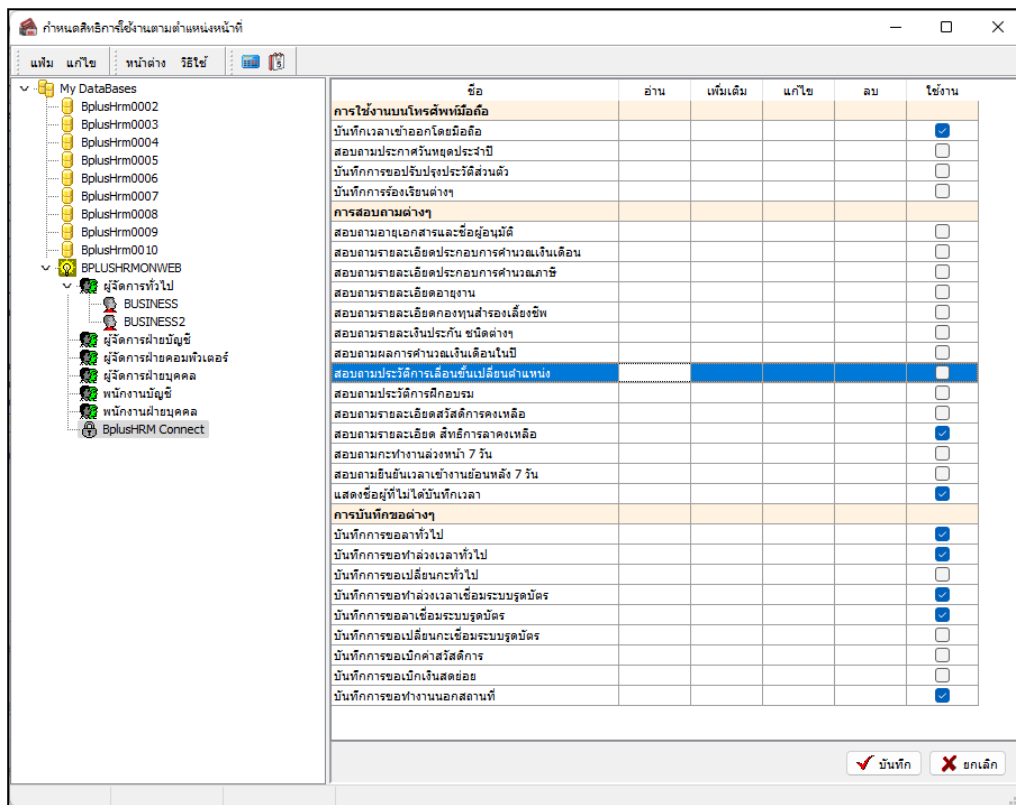 กำหนดสิทธิการใช้งานตามตำแหน่งหน้าที่
แฟ้ม แก้ไข หน้าต่าง วิธีใช้
My DataBases
BplusHrm0002
BplusHrm0003
BplusHrm0004
BplusHrm0005
BplusHrm0006
BplusHrm0007
BplusHrm0008
BplusHrm0009
BplusHrm0010
BPLUSHRMONWEB
ผู้จัดการทั่วไป
BUSINESS
BUSINESS2
ผู้จัดการฝ่ายบัญชี
ผู้จัดการฝ่ายคอมพิวเตอร์
ผู้จัดการฝ่ายบุคคล
พนักงานบัญชี
พนักงานฝ่ายบุคคล
BplusHRM Connect
ชื่อ อ่าน เพิ่มเติม แก้ไข ลบ ใช้งาน
การใช้งานบนโทรศัพท์มือถือ
บันทึกเวลาเข้าออกโดยมือถือ
สอบถามประกาศวันหยุดประจำปี
บันทึกการขอปรับปรุงประวัติส่วนตัว
บันทึกการร้องเรียนต่างๆ
การสอบถามต่างๆ
สอบถามอายุเอกสารและชื่อผู้อนุมัติ
สอบถามรายละเอียดประกอบการคำนวณเงินเดือน
สอบถามรายละเอียดประกอบการคำนวณภาษี
สอบถามรายละเอียดอายุงาน
สอบถามรายละเอียดกองทุนสำรองเลี้ยงชีพ
สอบถามรายละเงินประกัน ชนิดต่างๆ
สอบถามผลการคำนวณเงินเดือนในปี
สอบถามประวัติการเลื่อนขั้นเปลี่ยนตำแหน่ง
สอบถามประวัติการฝึกอบรม
สอบถามรายละเอียดสวัสดิการคงเหลือ
สอบถามรายละเอียด สิทธิการลาคงเหลือ
สอบถามกะทำงานล่วงหน้า 7 วัน
สอบถามยืนยันเวลาเข้างานย้อนหลัง 7 วัน
แสดงชื่อผู้ที่ไม่ได้บันทึกเวลา
การบันทึกขอต่างๆ
บันทึกการขอลาทั่วไป
บันทึกการขอทำล่วงเวลาทั่วไป
บันทึกการขอเปลี่ยนกะทั่วไป
บันทึกการขอทำล่วงเวลาเชื่อมระบบรูดบัตร
บันทึกการขอลาเชื่อมระบบรูดบัตร
บันทึกการขอเปลี่ยนกะเชื่อมระบบรูดบัตร
บันทึกการขอเบิกค่าสวัสดิการ
บันทึกการขอเบิกเงินสดย่อย
บันทึกการขอทำงานนอกสถานที่
บันทึก ยกเลิก